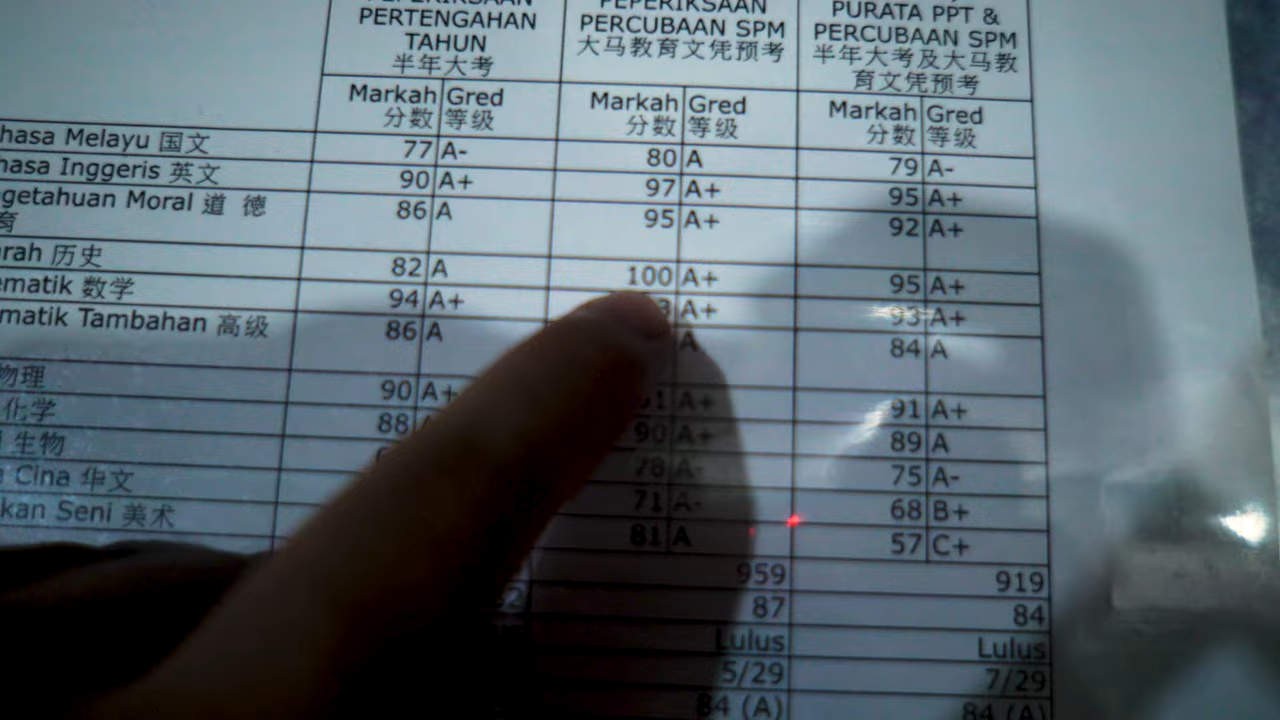 PERTENGAHAN
TAHUN
半年大考
PEPERIKSAAN
PERCUBAAN SPM
大马教育文凭预考
PURATA PPT &
PERCUBAAN SPM
半年大考及大马教
育文凭预考
Markah Gred Markah Gred Markah Gred
分数 等级 分数 等级 分数 等级
hasa Melayu 国文 77 A- 80 A 79 A-
hasa Inggeris 英文 90 A+ 97 A+ 95 A+
getahuan Moral 道 德 86 A 95 A+ 92 A+
育
rah 历史 82 A 100 A+ 95 A+
ematik 数学 94 A+ 3 A+ 93 A+
matik Tambahan 高级 86 A A 84 A
物理 90 A+ 91 A+ 91 A+
化学 88 90 A+ 89 A
生物 78 A- 75 A-
Cina 华文 71 A- 68 B+
kan Seni 美术 81 A 57 C+
959 919
87 84
Lulus Lulus
5/29 7/29
84 (A) 84 (A)